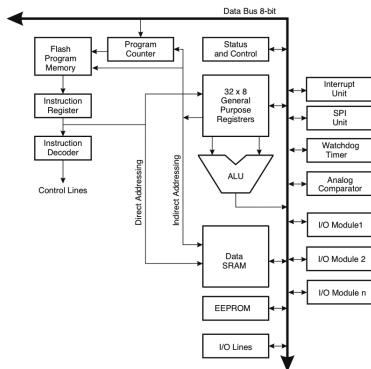 Data Bus 8-bit
Flash
Program
Memory
Program
Counter
Status
and Control
Instruction
Register
32 x 8
General
Purpose
Registrers
Interrupt
Unit
SPI
Unit
Instruction
Decoder
Watchdog
Timer
Direct Addressing
Indirect Addressing
ALU
Analog
Comparator
Control Lines
I/O Module1
Data
SRAM
I/O Module 2
I/O Module n
EEPROM
I/O Lines